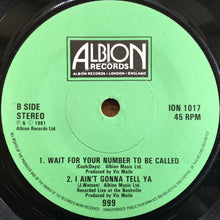 ALBION
RECORDS
ALBION RECORDS • LONDON • ENGLAND
B SIDE
STEREO
℗ © 1981
Albion Records Ltd.
ION 1017
45 RPM
1. WAIT FOR YOUR NUMBER TO BE CALLED
(Cash/Days) Albion Music Ltd.
Produced by Vic Maile
2. I AIN'T GONNA TELL YA
(J.Watson) Albion Music Ltd.
Recorded Live at the Nashville
Produced by Vic Maile
999